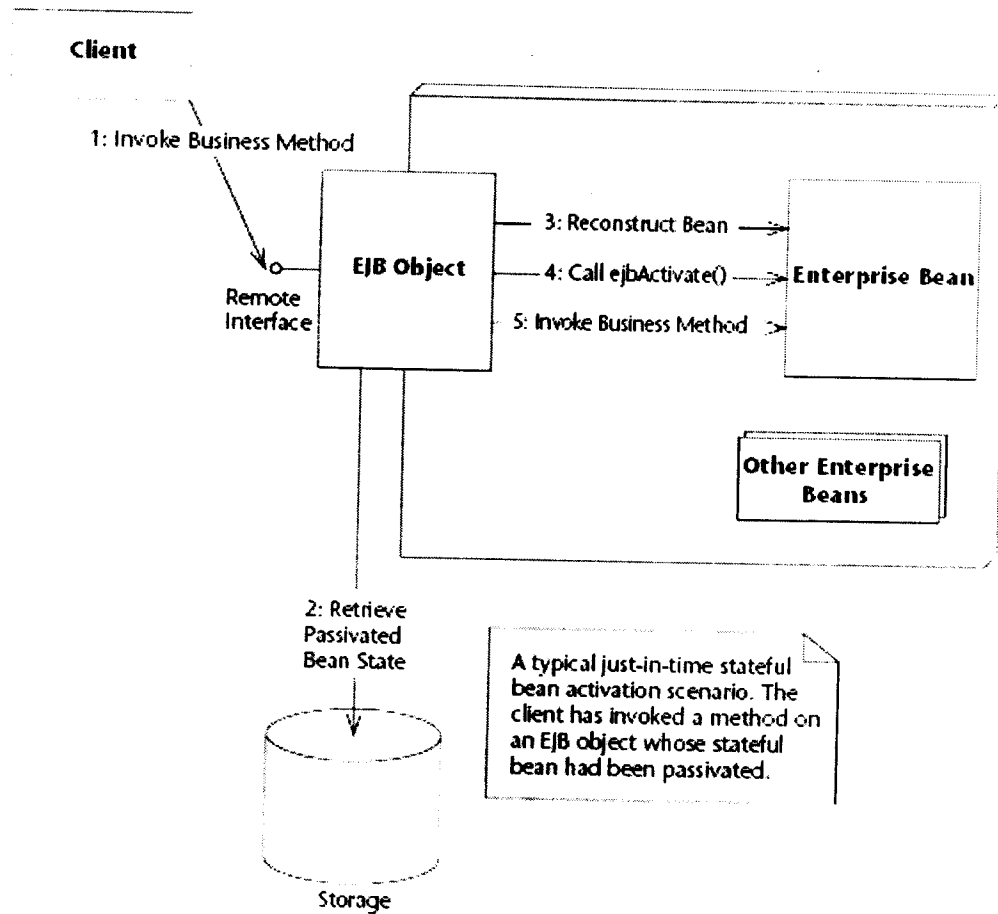 Client
1: Invoke Business Method
3: Reconstruct Bean
EJB Object
4: Call ejbActivate()
Enterprise Bean
Remote
Interface
5: Invoke Business Method
Other Enterprise
Beans
2: Retrieve
Passivated
Bean State
A typical just-in-time stateful
bean activation scenario. The
client has invoked a method on
an EJB object whose stateful
bean had been passivated.
Storage